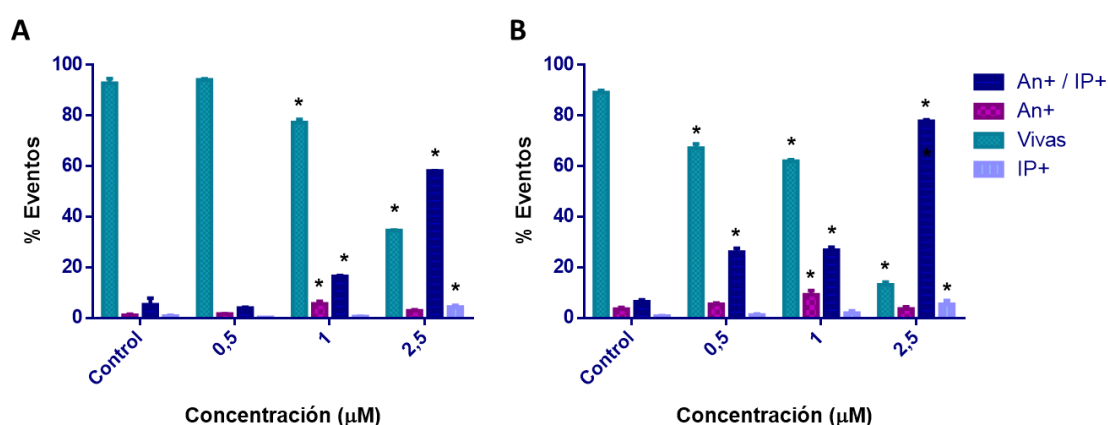 A
% Eventos
100
80
60
40
20
0
* * * * * * *
Control 0,5 1 2,5
Concentración (μM)
B
% Eventos
100
80
60
40
20
0
* * * * * * * * *
Control 0,5 1 2,5
Concentración (μM)
An+ / IP+
An+
Vivas
IP+